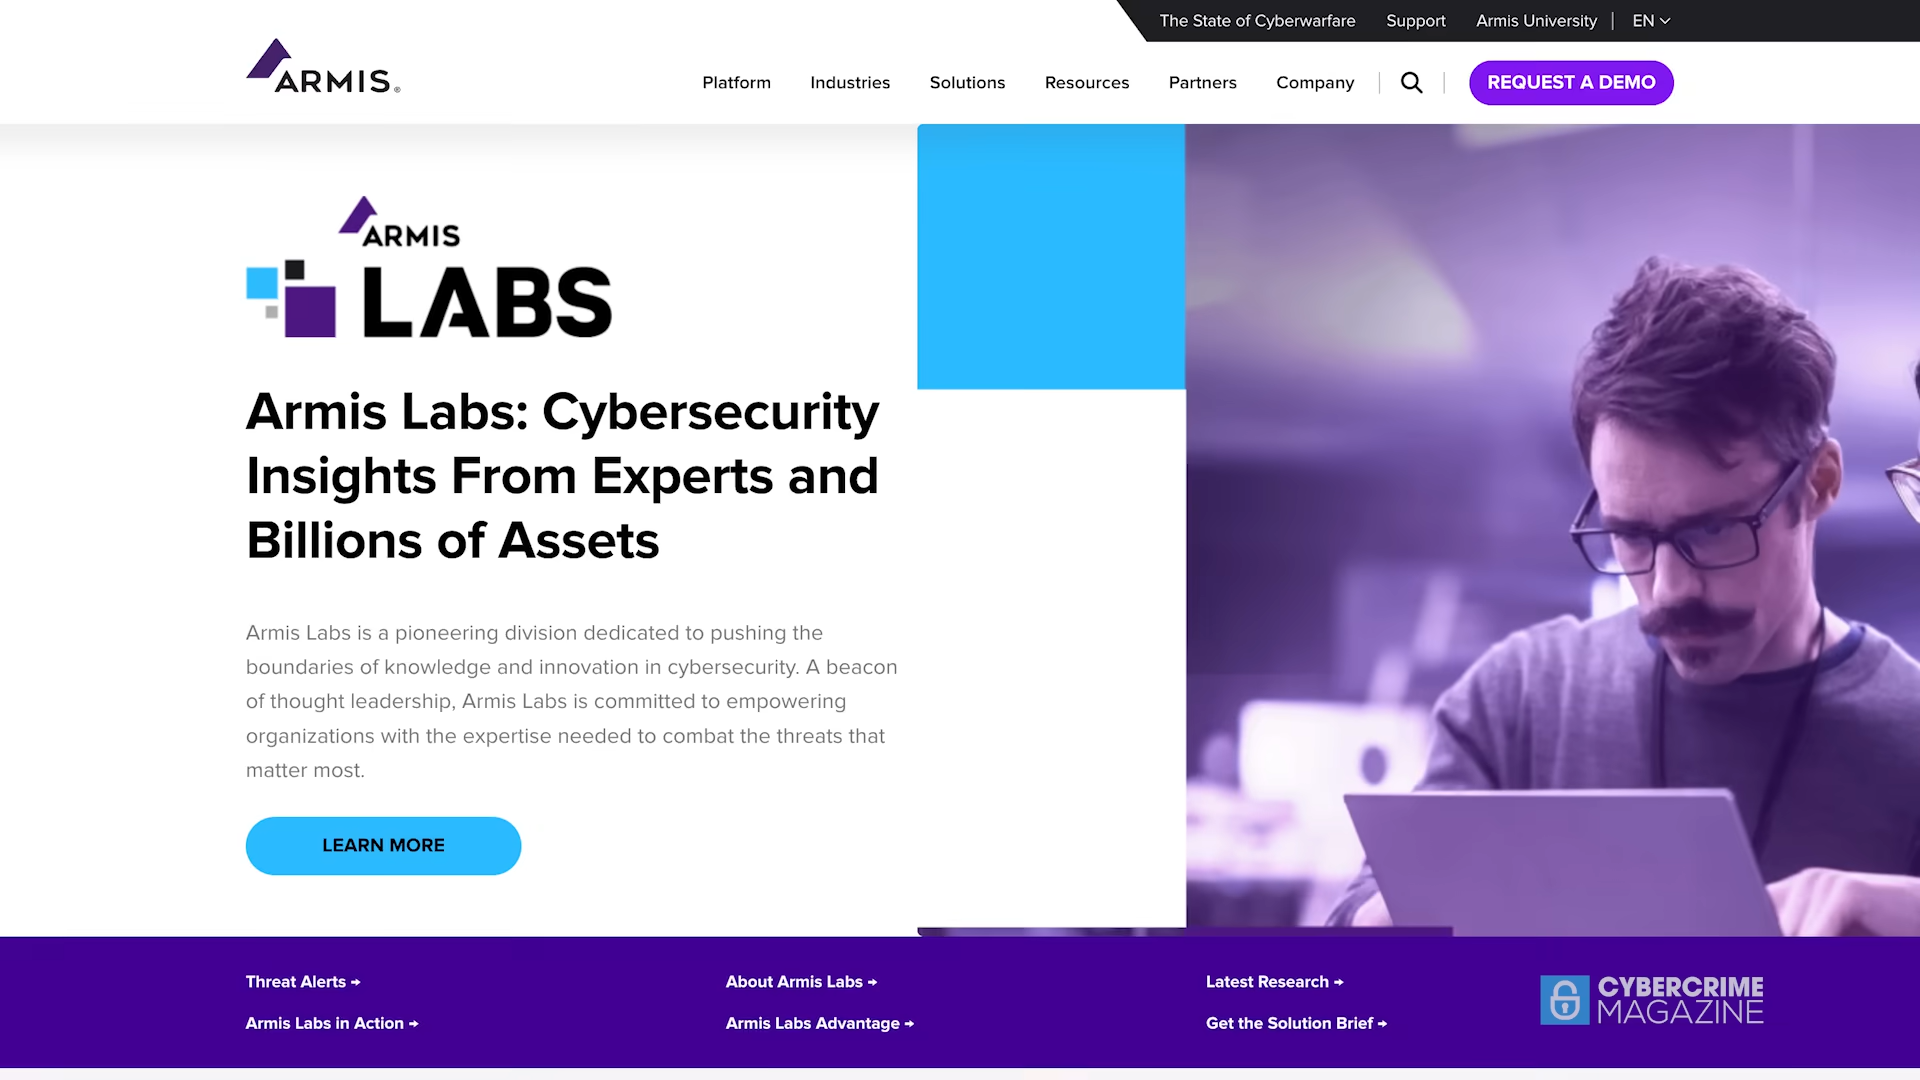 The State of Cyberwarfare Support Armis University EN
ARMIS®
Platform Industries Solutions Resources Partners Company REQUEST A DEMO
ARMIS
LABS
Armis Labs: Cybersecurity
Insights From Experts and
Billions of Assets
Armis Labs is a pioneering division dedicated to pushing the
boundaries of knowledge and innovation in cybersecurity. A beacon
of thought leadership, Armis Labs is committed to empowering
organizations with the expertise needed to combat the threats that
matter most.
LEARN MORE
Threat Alerts
About Armis Labs
Latest Research
Armis Labs in Action
Armis Labs Advantage
Get the Solution Brief
CYBERCRIME
MAGAZINE